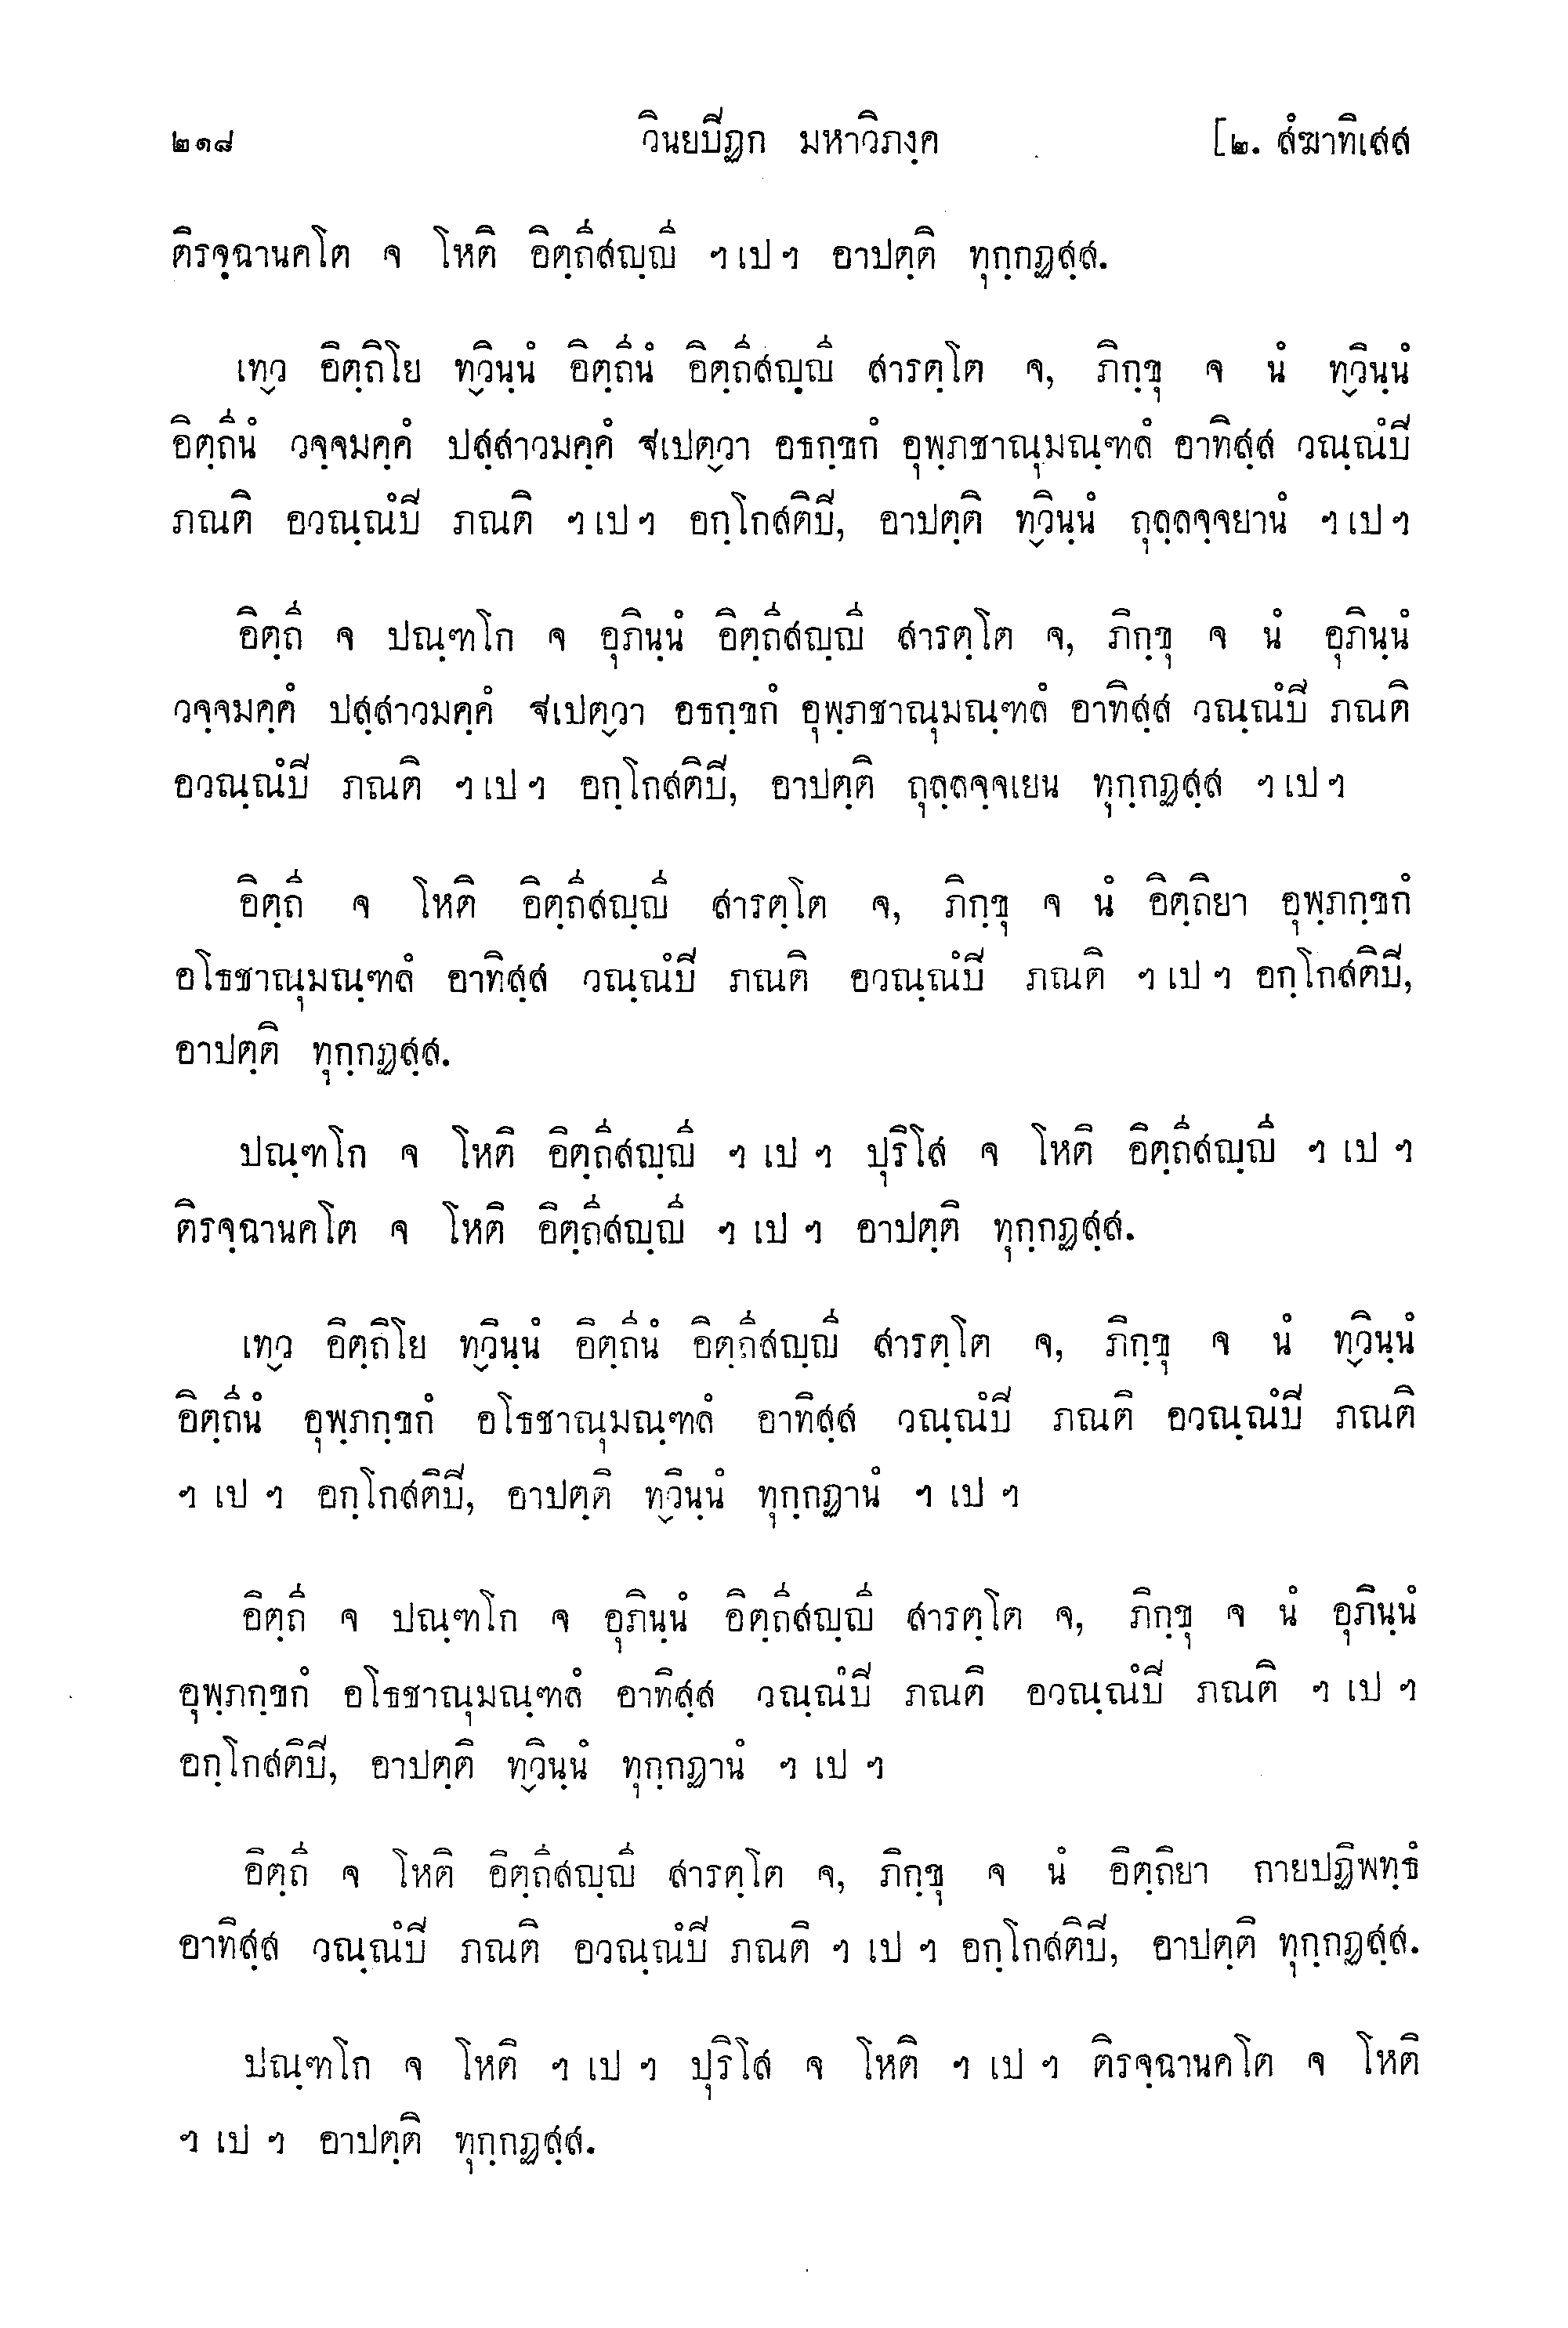 ๒๑๘ วินยปิฏก มหาวิภงฺค [๒. สํฆาทิเสส
ติรจฺฉานคโต จ โหติ อิตฺถีสญฺญี ฯ เป ฯ อาปตฺติ ทุกฺกฏสฺส.
เทฺว อิตฺถิโย ทฺวินฺนํ อิตฺถีนํ อิตฺถีสญฺญี สารตฺโต จ, ภิกฺขุ จ นํ ทฺวินฺนํ
อิตฺถีนํ วจฺจมคฺคํ ปสฺสาวมคฺคํ ฐเปตฺวา อธกฺขกํ อุพฺภชาณุมณฺฑลํ อาทิสฺส วณฺณํปิ
ภณติ อวณฺณํปิ ภณติ ฯ เป ฯ อกฺโกสติปิ, อาปตฺติ ทฺวินฺนํ ถุลฺลจฺจยานํ ฯ เป ฯ
อิตฺถี จ ปณฺฑโก จ อุภินฺนํ อิตฺถีสญฺญี สารตฺโต จ, ภิกฺขุ จ นํ อุภินฺนํ
วจฺจมคฺคํ ปสฺสาวมคฺคํ ฐเปตฺวา อธกฺขกํ อุพฺภชาณุมณฺฑลํ อาทิสฺส วณฺณํปิ ภณติ
อวณฺณํปิ ภณติ ฯ เป ฯ อกฺโกสติปิ, อาปตฺติ ถุลฺลจฺจเยน ทุกฺกฏสฺส ฯ เป ฯ
อิตฺถี จ โหติ อิตฺถีสญฺญี สารตฺโต จ, ภิกฺขุ จ นํ อิตฺถิยา อุพฺภกฺขกํ
อโธชาณุมณฺฑลํ อาทิสฺส วณฺณํปิ ภณติ อวณฺณํปิ ภณติ ฯ เป ฯ อกฺโกสติปิ,
อาปตฺติ ทุกฺกฏสฺส.
ปณฺฑโก จ โหติ อิตฺถีสญฺญี ฯ เป ฯ ปุริโส จ โหติ อิตฺถีสญฺญี ฯ เป ฯ
ติรจฺฉานคโต จ โหติ อิตฺถีสญฺญี ฯ เป ฯ อาปตฺติ ทุกฺกฏสฺส.
เทฺว อิตฺถิโย ทฺวินฺนํ อิตฺถีนํ อิตฺถีสญฺญี สารตฺโต จ, ภิกฺขุ จ นํ ทฺวินฺนํ
อิตฺถีนํ อุพฺภกฺขกํ อโธชาณุมณฺฑลํ อาทิสฺส วณฺณํปิ ภณติ อวณฺณํปิ ภณติ
ฯ เป ฯ อกฺโกสติปิ, อาปตฺติ ทฺวินฺนํ ทุกฺกฏานํ ฯ เป ฯ
อิตฺถี จ ปณฺฑโก จ อุภินฺนํ อิตฺถีสญฺญี สารตฺโต จ, ภิกฺขุ จ นํ อุภินฺนํ
อุพฺภกฺขกํ อโธชาณุมณฺฑลํ อาทิสฺส วณฺณํปิ ภณติ อวณฺณํปิ ภณติ ฯ เป ฯ
อกฺโกสติปิ, อาปตฺติ ทฺวินฺนํ ทุกฺกฏานํ ฯ เป ฯ
อิตฺถี จ โหติ อิตฺถีสญฺญี สารตฺโต จ, ภิกฺขุ จ นํ อิตฺถิยา กายปฏิพทฺธํ
อาทิสฺส วณฺณํปิ ภณติ อวณฺณํปิ ภณติ ฯ เป ฯ อกฺโกสติปิ, อาปตฺติ ทุกฺกฏสฺส.
ปณฺฑโก จ โหติ ฯ เป ฯ ปุริโส จ โหติ ฯ เป ฯ ติรจฺฉานคโต จ โหติ
ฯ เป ฯ อาปตฺติ ทุกฺกฏสฺส.